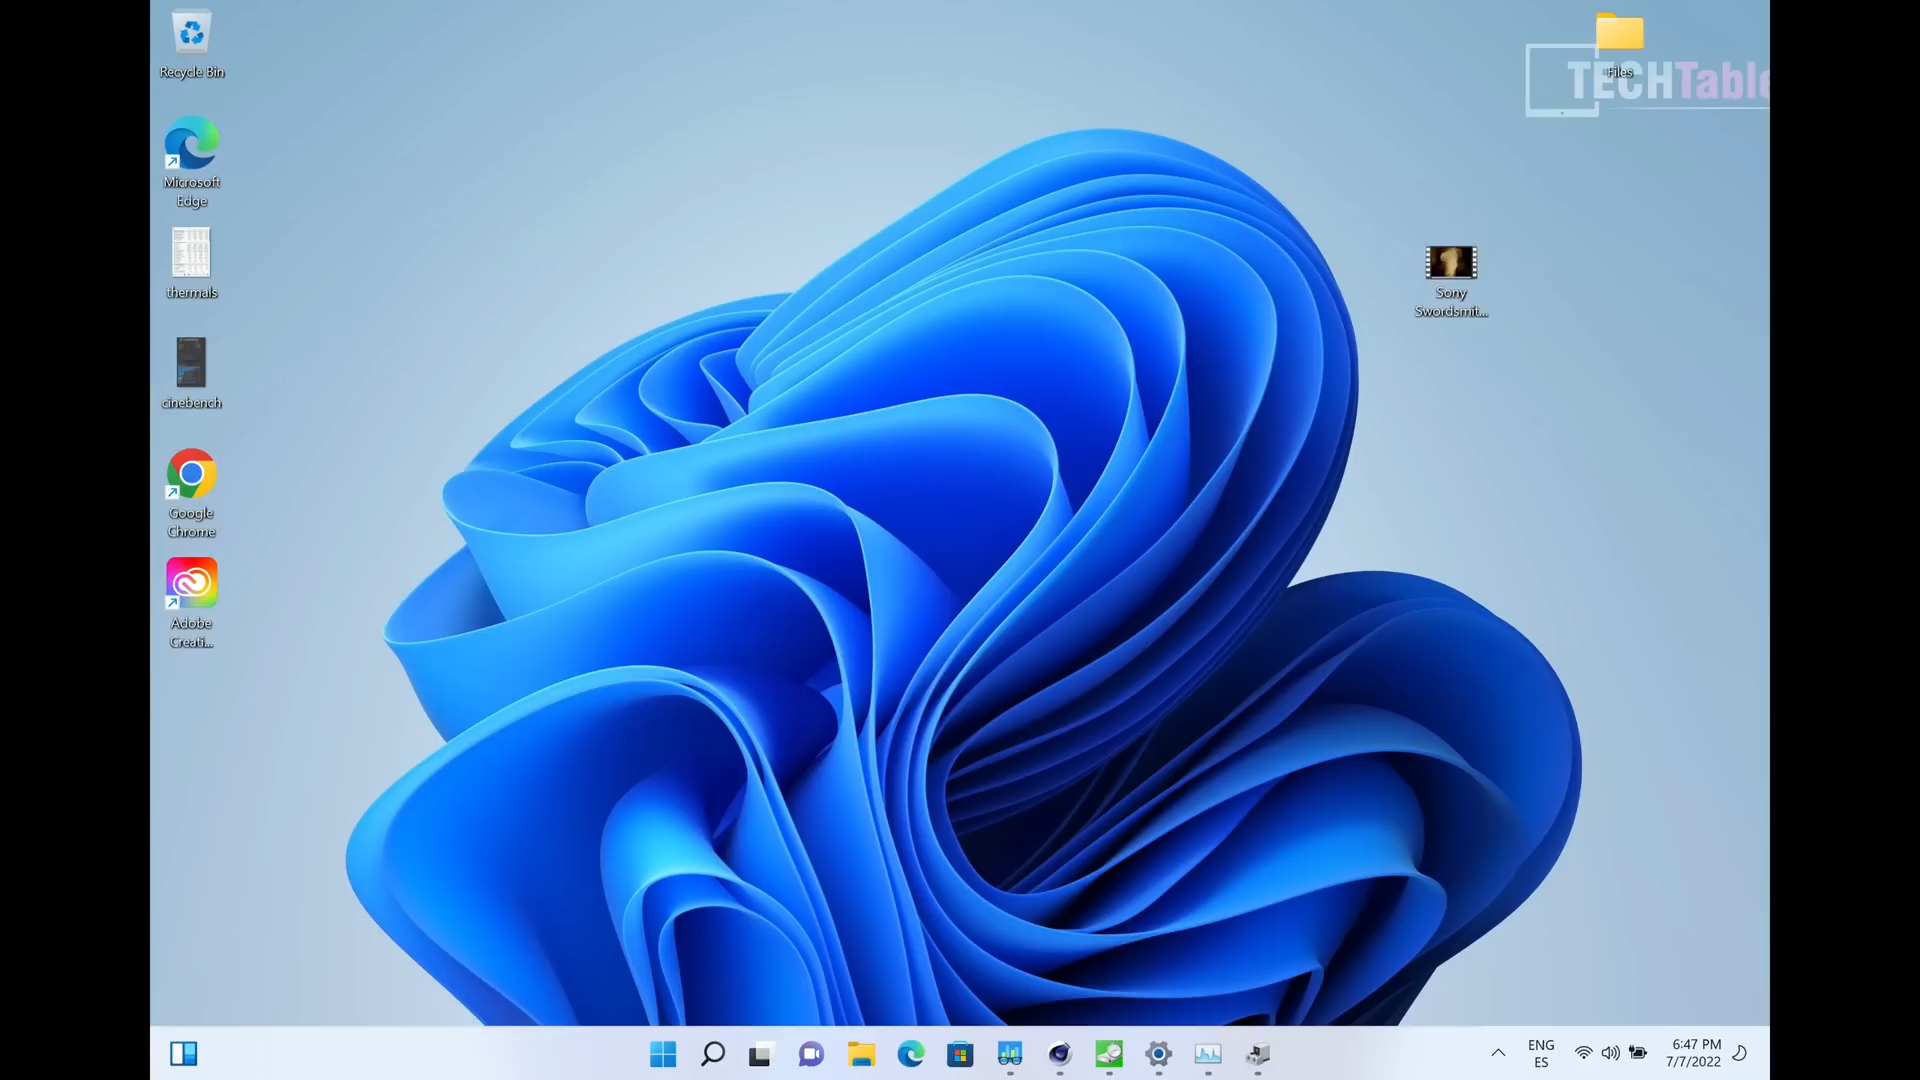 Recycle Bin
Files
TECHTable
Microsoft
Edge
thermals
Sony
Swordsmit...
cinebench
Google
Chrome
Adobe
Creati...
ENG
ES
6:47 PM
7/7/2022